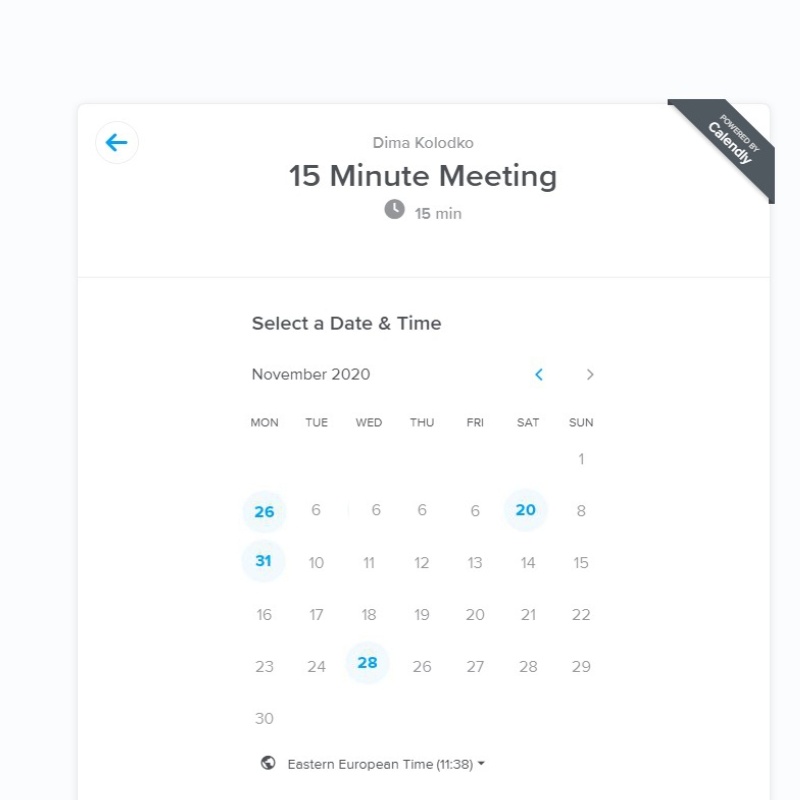 POWERED BY
Calendly
Dima Kolodko
15 Minute Meeting
15 min
Select a Date & Time
November 2020
MON TUE WED THU FRI SAT SUN
1
26 6 6 6 6 20 8
31 10 11 12 13 14 15
16 17 18 19 20 21 22
23 24 28 26 27 28 29
30
Eastern European Time (11:38)